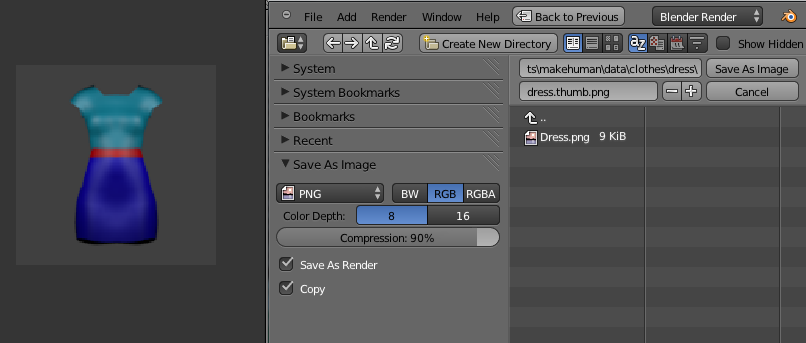 File Add Render Window Help Back to Previous Blender Render
Create New Directory Show Hidden
System
System Bookmarks
Bookmarks
Recent
Save As Image
PNG BW RGB RGBA
Color Depth: 8 16
Compression: 90%
Save As Render
Copy
ts\makehuman\data\clothes\dress\ Save As Image
dress.thumb.png Cancel
..
Dress.png 9 KiB